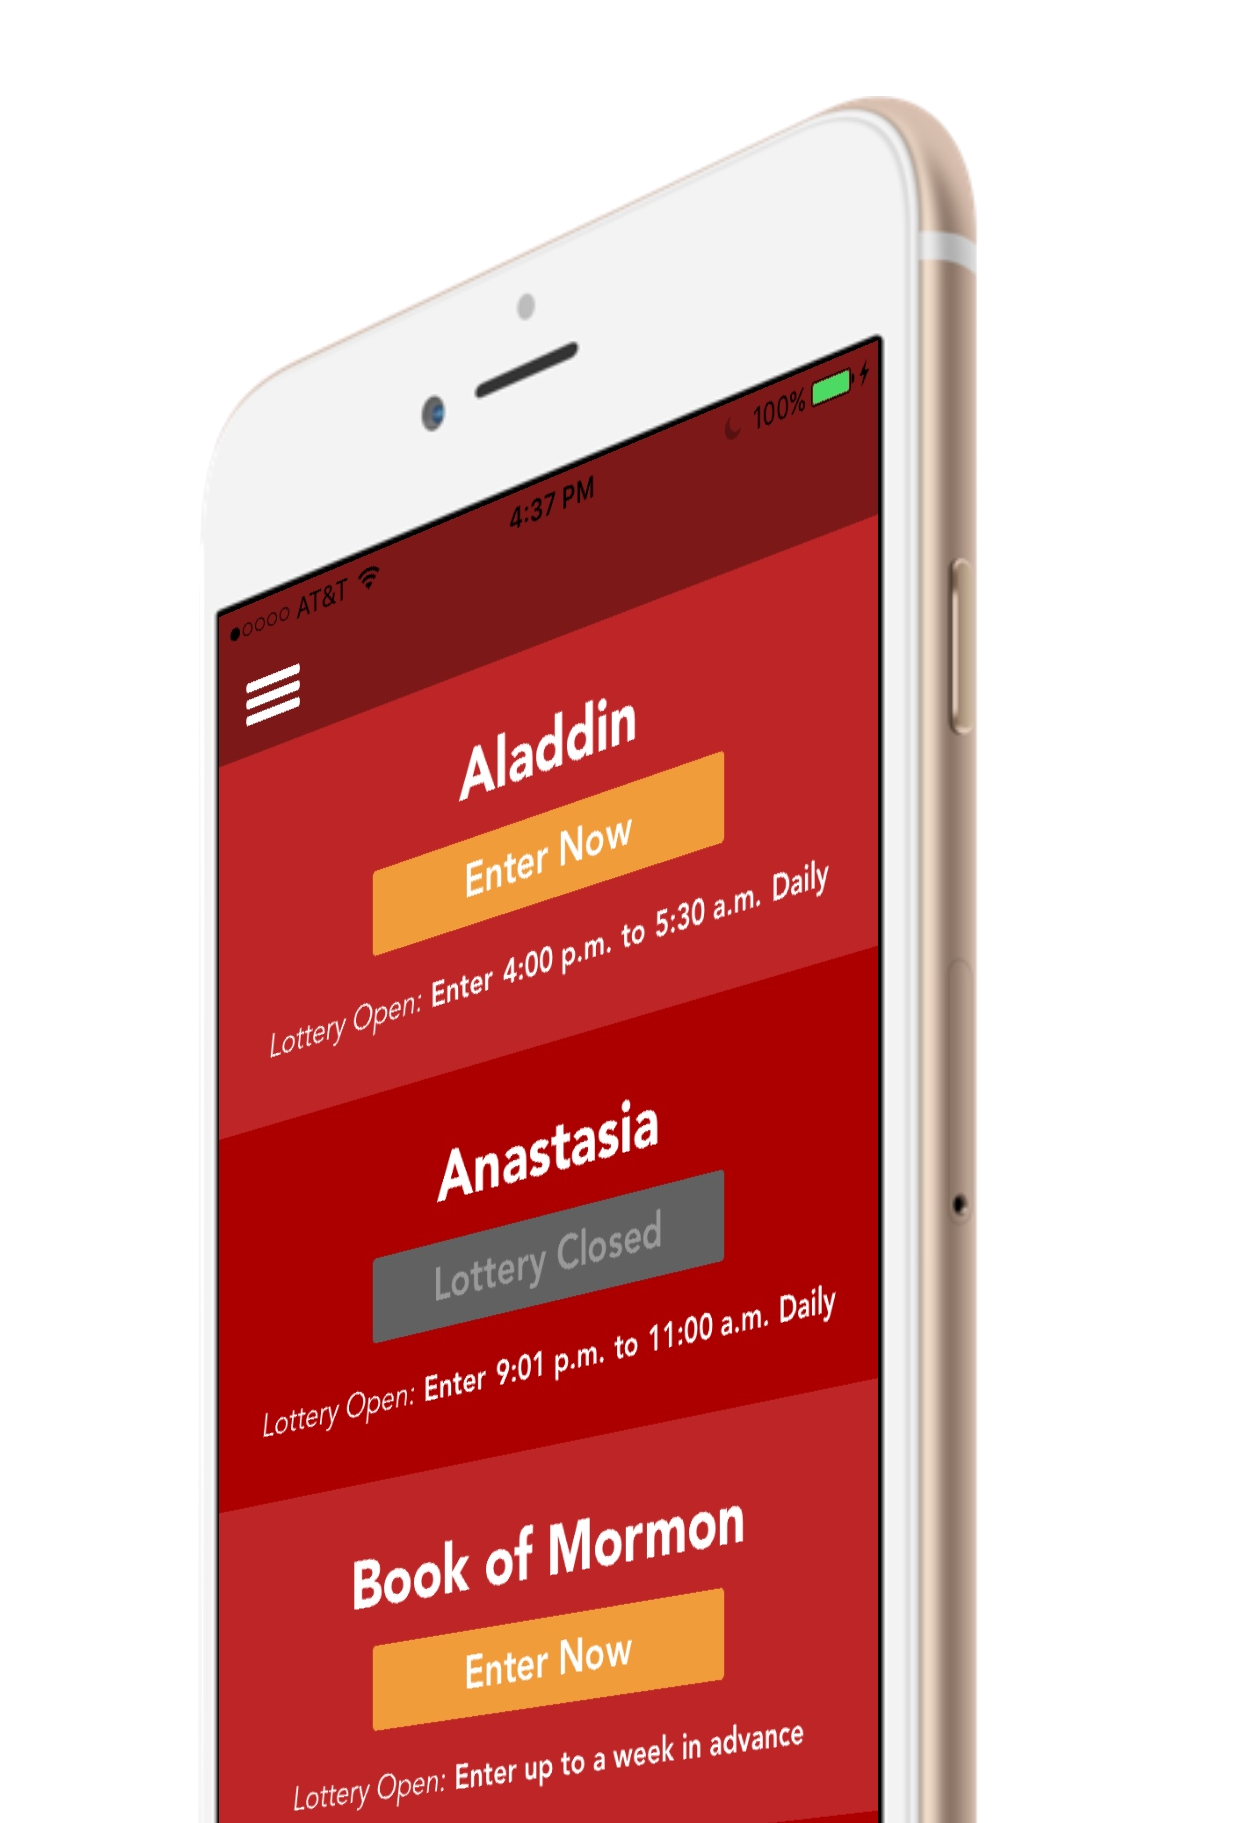 AT&T 4:37 PM 100%
Aladdin
Enter Now
Lottery Open: Enter 4:00 p.m. to 5:30 a.m. Daily
Anastasia
Lottery Closed
Lottery Open: Enter 9:01 p.m. to 11:00 a.m. Daily
Book of Mormon
Enter Now
Lottery Open: Enter up to a week in advance